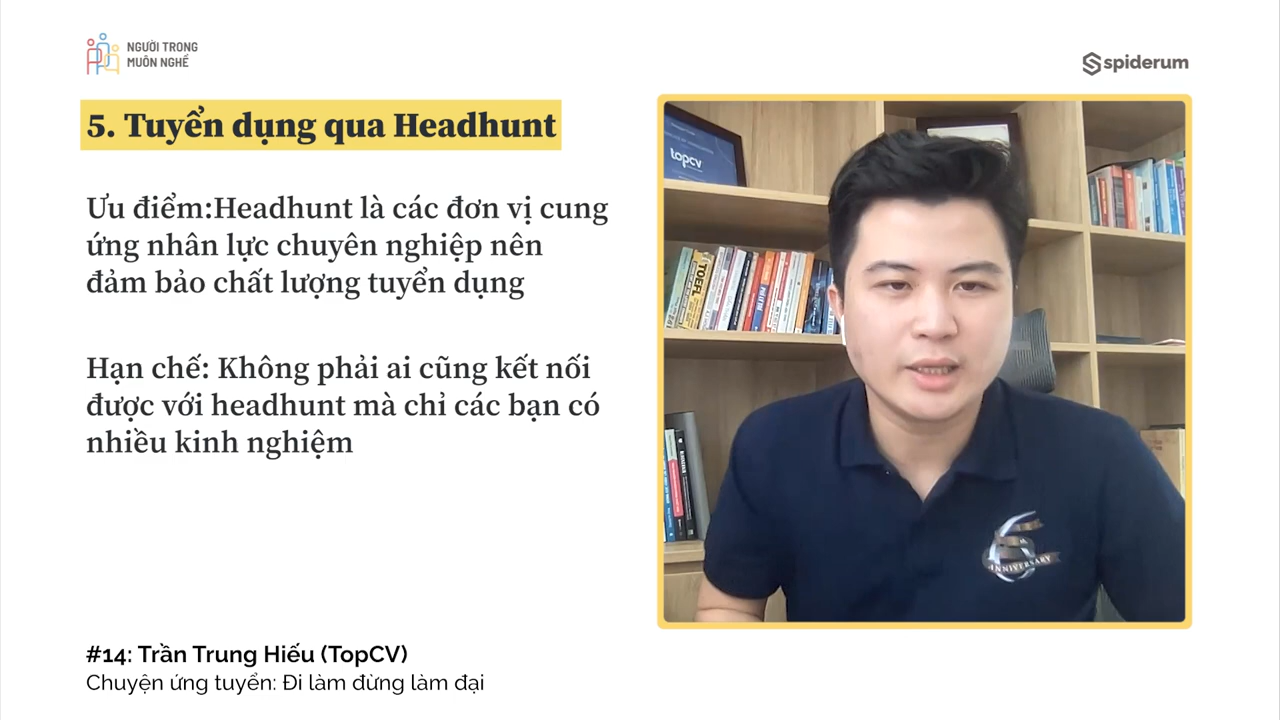 NGƯỜI TRONG
MUÔN NGHỀ
spiderum
5. Tuyển dụng qua Headhunt
Ưu điểm:Headhunt là các đơn vị cung
ứng nhân lực chuyên nghiệp nên
đảm bảo chất lượng tuyển dụng
Hạn chế: Không phải ai cũng kết nối
được với headhunt mà chỉ các bạn có
nhiều kinh nghiệm
topcv
TOEFL
ANNIVERSARY
#14: Trần Trung Hiếu (TopCV)
Chuyện ứng tuyển: Đi làm đừng làm đại